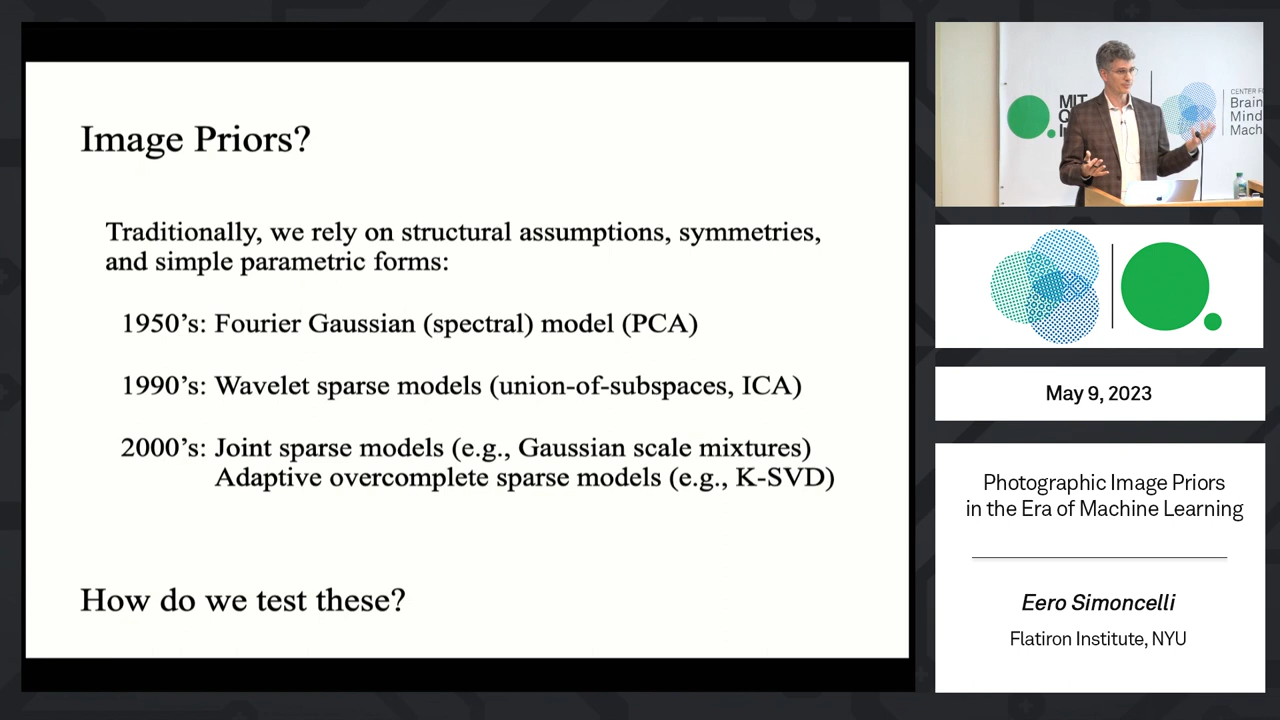 Image Priors?
Traditionally, we rely on structural assumptions, symmetries,
and simple parametric forms:
1950's: Fourier Gaussian (spectral) model (PCA)
1990's: Wavelet sparse models (union-of-subspaces, ICA)
2000's: Joint sparse models (e.g., Gaussian scale mixtures)
Adaptive overcomplete sparse models (e.g., K-SVD)
How do we test these?
MIT
CENTER
Brain
Mind
Mach
May 9, 2023
Photographic Image Priors
in the Era of Machine Learning
Eero Simoncelli
Flatiron Institute, NYU